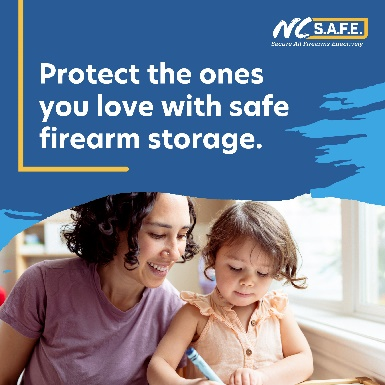 NC S.A.F.E.
Secure All Firearms Effectively
Protect the ones
you love with safe
firearm storage.